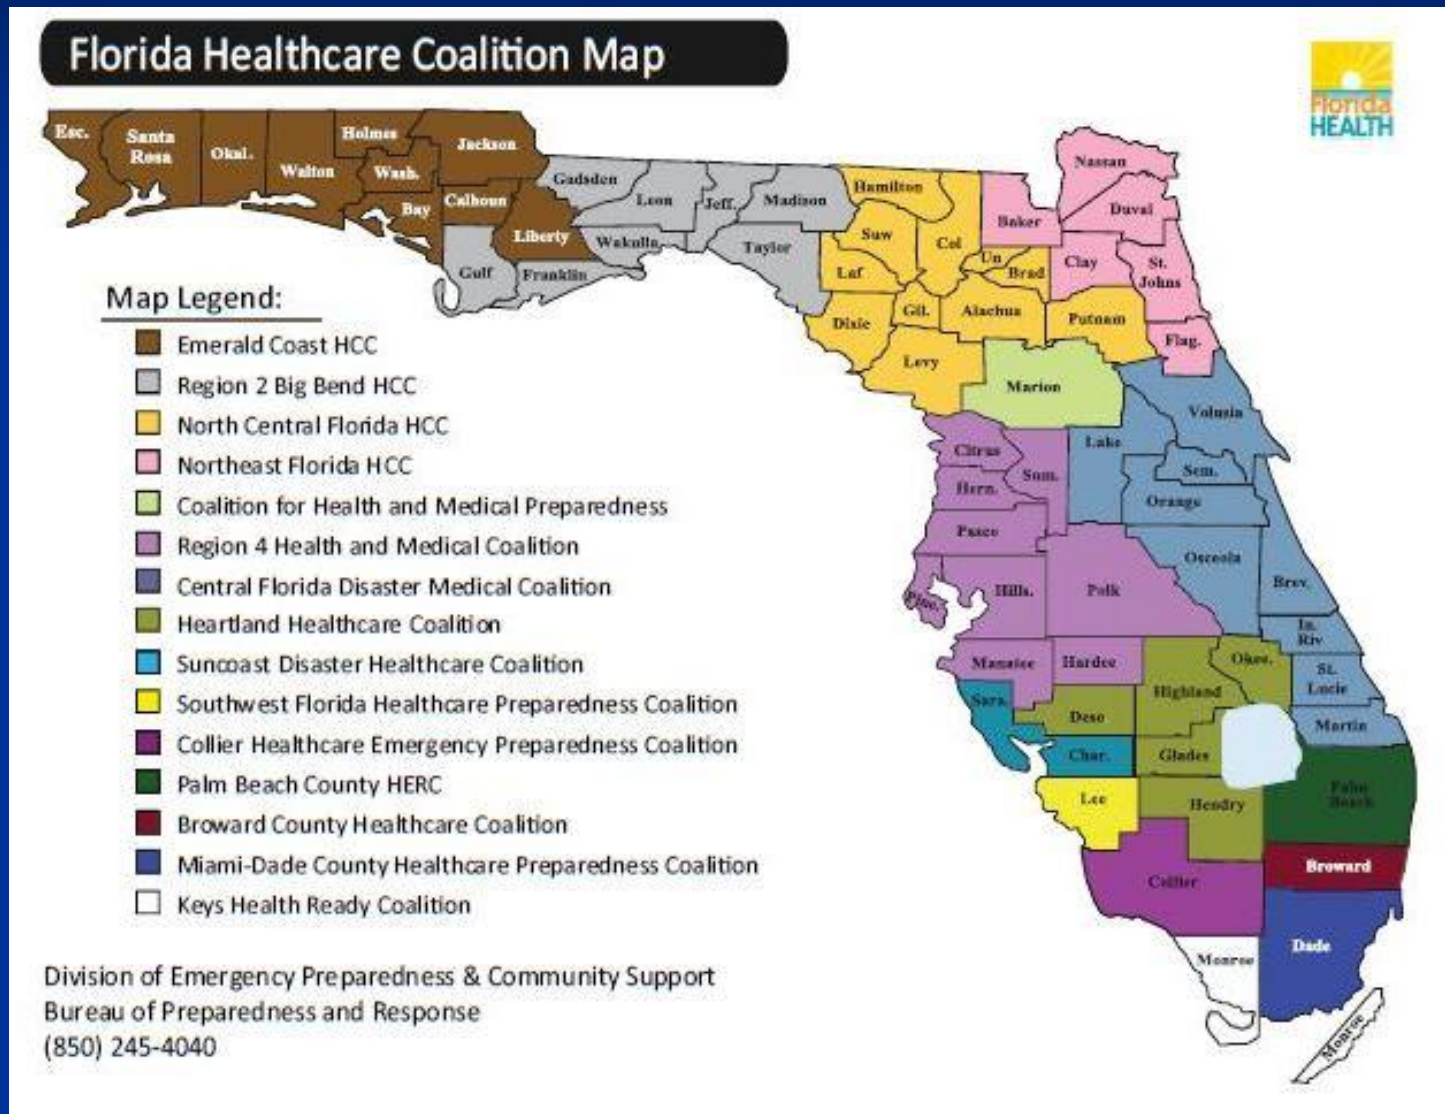 Florida Healthcare Coalition Map
Florida
HEALTH
Esc.
Santa
Rosa
Okal.
Walton
Holmes
Wash.
Jackson
Bay
Calhoun
Liberty
Gulf
Gadsden
Franklin
Leon
Wakulla
Jeff.
Madison
Taylor
Hamilton
Suw
Laf
Col
Dixie
Gil.
Un
Brad
Alachua
Putnam
Levy
Baker
Nassau
Duval
Clay
St.
Johns
Flag.
Marion
Volusia
Lake
Sem.
Orange
Osceola
Brev.
In.
Riv
St.
Lucie
Martin
Citrus
Hern.
Sum.
Pasco
Pine.
Hills.
Polk
Manatee
Hardee
Sara.
Deso
Highland
Okee.
Char.
Glades
Lee
Hendry
Palm
Beach
Collier
Broward
Dade
Monroe
Monroe
Map Legend:
Emerald Coast HCC
Region 2 Big Bend HCC
North Central Florida HCC
Northeast Florida HCC
Coalition for Health and Medical Preparedness
Region 4 Health and Medical Coalition
Central Florida Disaster Medical Coalition
Heartland Healthcare Coalition
Suncoast Disaster Healthcare Coalition
Southwest Florida Healthcare Preparedness Coalition
Collier Healthcare Emergency Preparedness Coalition
Palm Beach County HERC
Broward County Healthcare Coalition
Miami-Dade County Healthcare Preparedness Coalition
Keys Health Ready Coalition
Division of Emergency Preparedness & Community Support
Bureau of Preparedness and Response
(850) 245-4040